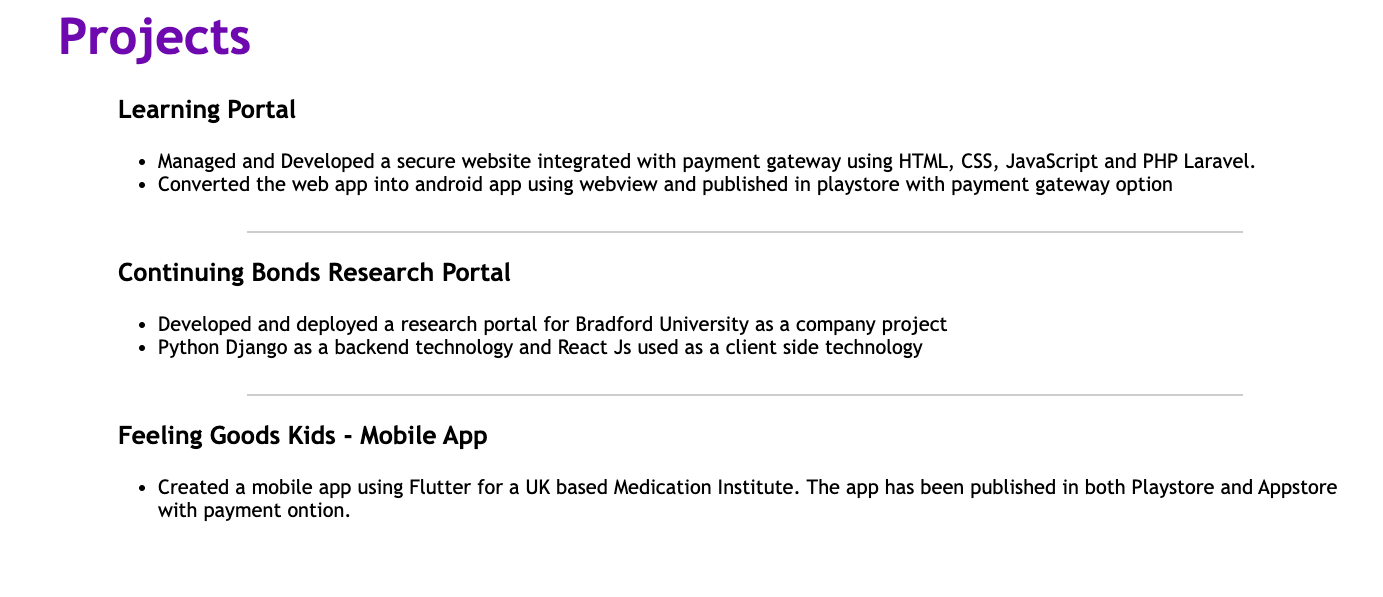 Projects
Learning Portal
• Managed and Developed a secure website integrated with payment gateway using HTML, CSS, JavaScript and PHP Laravel.
• Converted the web app into android app using webview and published in playstore with payment gateway option
Continuing Bonds Research Portal
• Developed and deployed a research portal for Bradford University as a company project
• Python Django as a backend technology and React Js used as a client side technology
Feeling Goods Kids - Mobile App
• Created a mobile app using Flutter for a UK based Medication Institute. The app has been published in both Playstore and Appstore
with payment ontion.